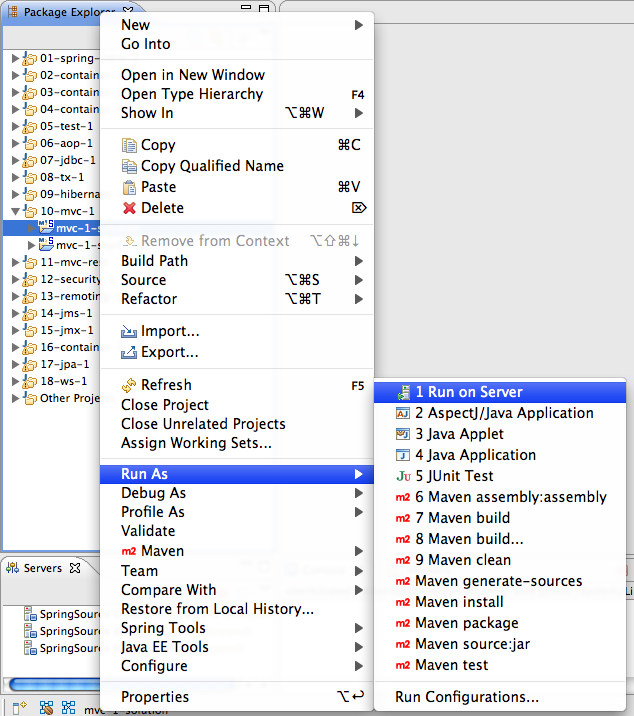 Package Explorer
01-spring-
02-contain
03-contain
04-contain
05-test-1
06-aop-1
07-jdbc-1
08-tx-1
09-hiberna
10-mvc-1
mvc-1-s
mvc-1-s
11-mvc-re
12-security
13-remotin
14-jms-1
15-jmx-1
16-contain
17-jpa-1
18-ws-1
Other Proje
New
Go Into
Open in New Window
Open Type Hierarchy F4
Show In ⌥⌘W
Copy ⌘C
Copy Qualified Name
Paste ⌘V
Delete ⌦
Remove from Context ⌥⇧⌘↓
Build Path
Source ⌥⌘S
Refactor ⌥⌘T
Import...
Export...
Refresh F5
Close Project
Close Unrelated Projects
Assign Working Sets...
Run As
Debug As
Profile As
Validate
m2 Maven
Team
Compare With
Restore from Local History...
Spring Tools
Java EE Tools
Configure
Properties ⌥↩
1 Run on Server
AJ 2 AspectJ/Java Application
3 Java Applet
J 4 Java Application
JU 5 JUnit Test
m2 6 Maven assembly:assembly
m2 7 Maven build
m2 8 Maven build...
m2 9 Maven clean
m2 Maven generate-sources
m2 Maven install
m2 Maven package
m2 Maven source:jar
m2 Maven test
Run Configurations...
Servers
SpringSour
SpringSour
SpringSour
mvc-1-solution